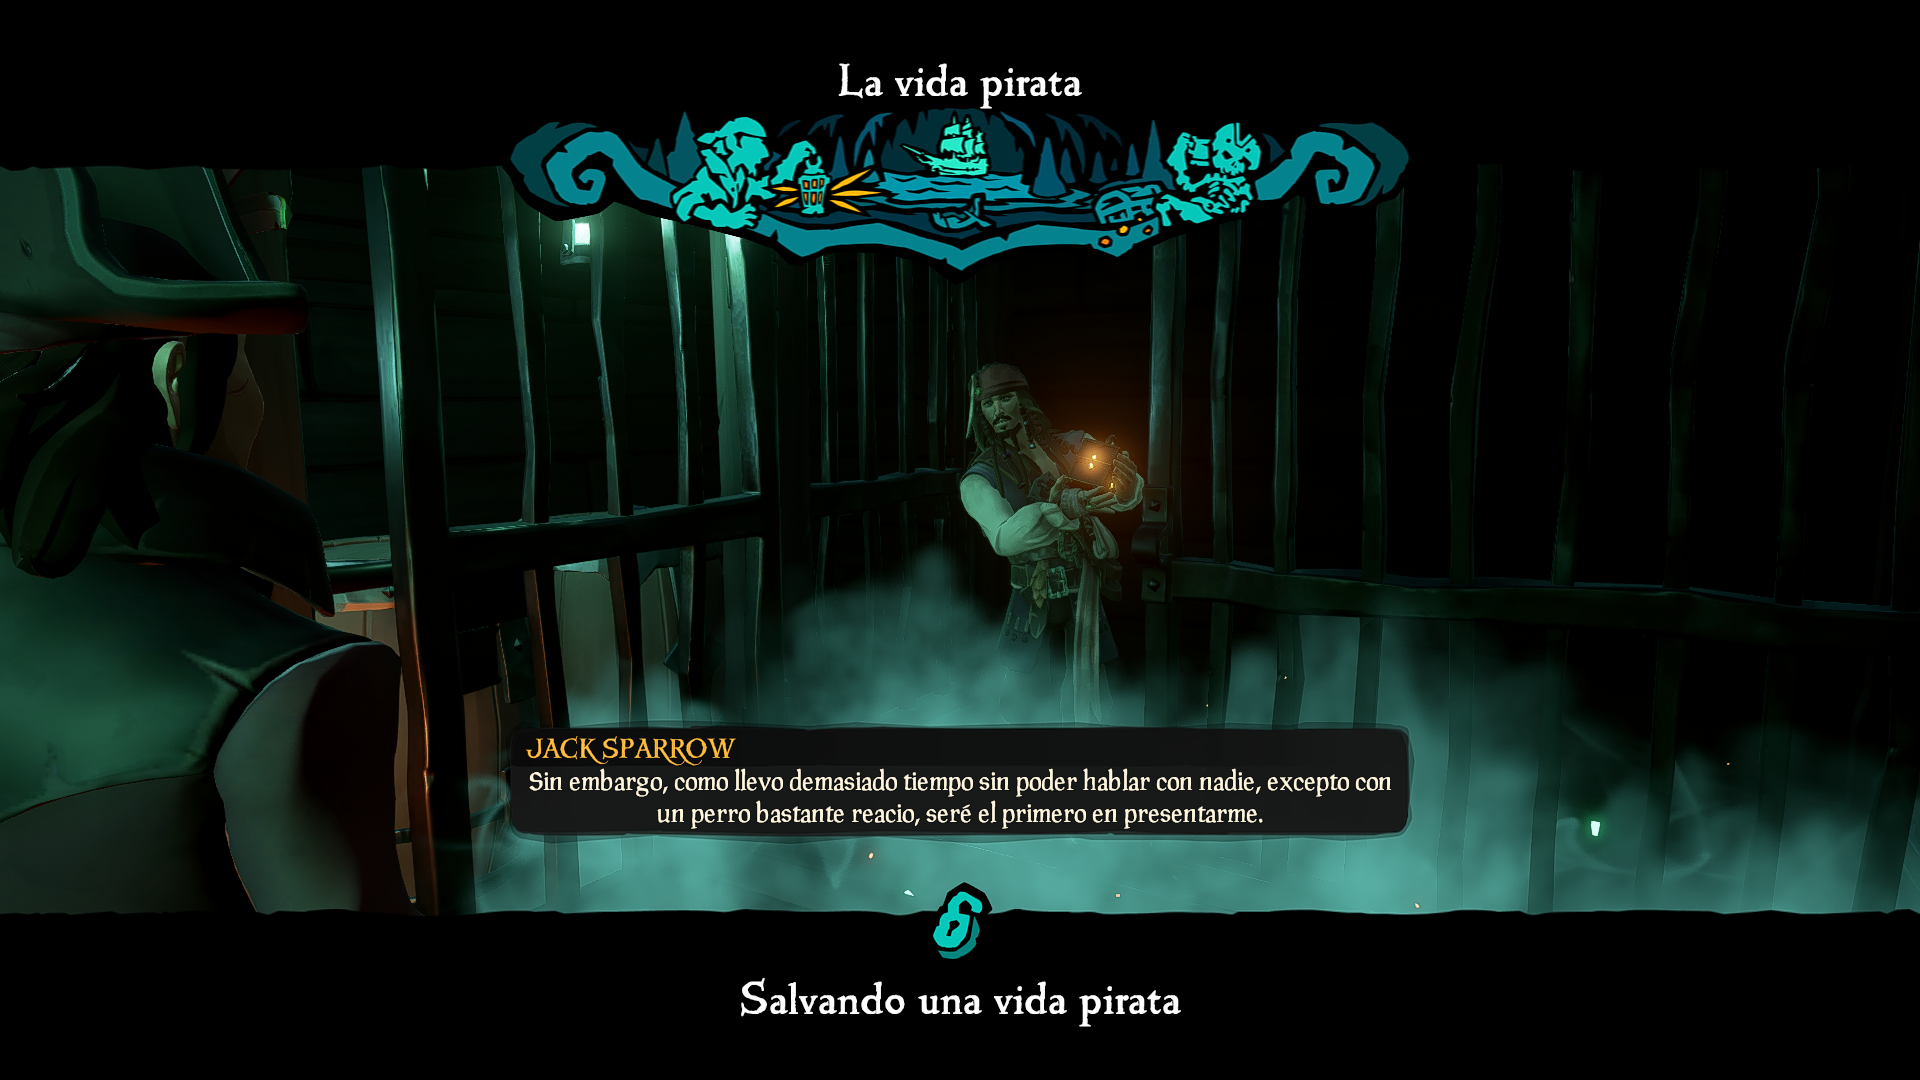 La vida pirata
JACK SPARROW
Sin embargo, como llevo demasiado tiempo sin poder hablar con nadie, excepto con
un perro bastante reacio, seré el primero en presentarme.
Salvando una vida pirata